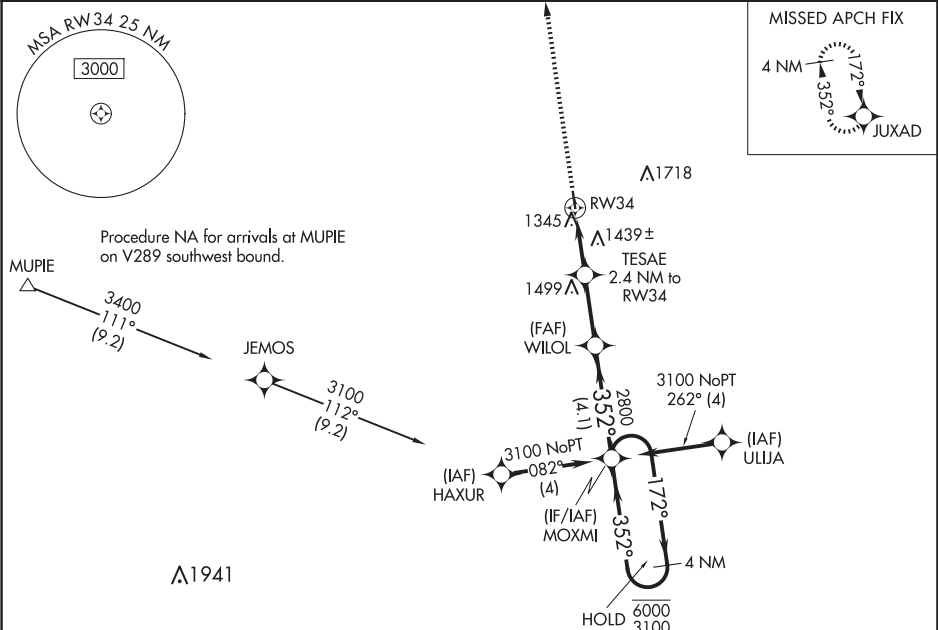 MSA RW34 25 NM
3000
MISSED APCH FIX
4 NM
172°
352°
JUXAD
1718
RW34
1345
1439±
Procedure NA for arrivals at MUPIE
on V289 southwest bound.
TESAE
2.4 NM to
RW34
1499
MUPIE
3400
111°
(9.2)
(FAF)
WILOL
JEMOS
3100
112°
(9.2)
3100 NoPT
262° (4)
2800
352°
(4.1)
(IAF)
ULIJA
3100 NoPT
082°
(4)
(IAF)
HAXUR
(IF/IAF)
MOXMI
172°
352°
4 NM
1941
HOLD
6000
3100